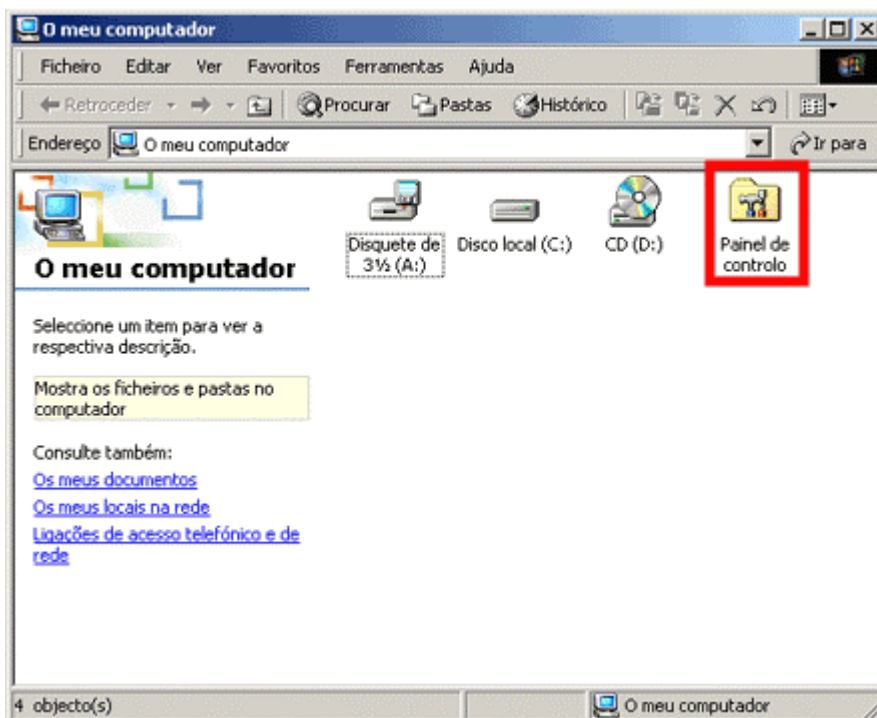 O meu computador
Ficheiro Editar Ver Favoritos Ferramentas Ajuda
Retroceder Procurar Pastas Histórico
Endereço O meu computador Ir para
Disquete de
3½ (A:)
Disco local (C:)
CD (D:)
Painel de
controlo
O meu computador
Seleccione um item para ver a
respectiva descrição.
Mostra os ficheiros e pastas no
computador
Consulte também:
Os meus documentos
Os meus locais na rede
Ligações de acesso telefónico e de
rede
4 objecto(s) O meu computador